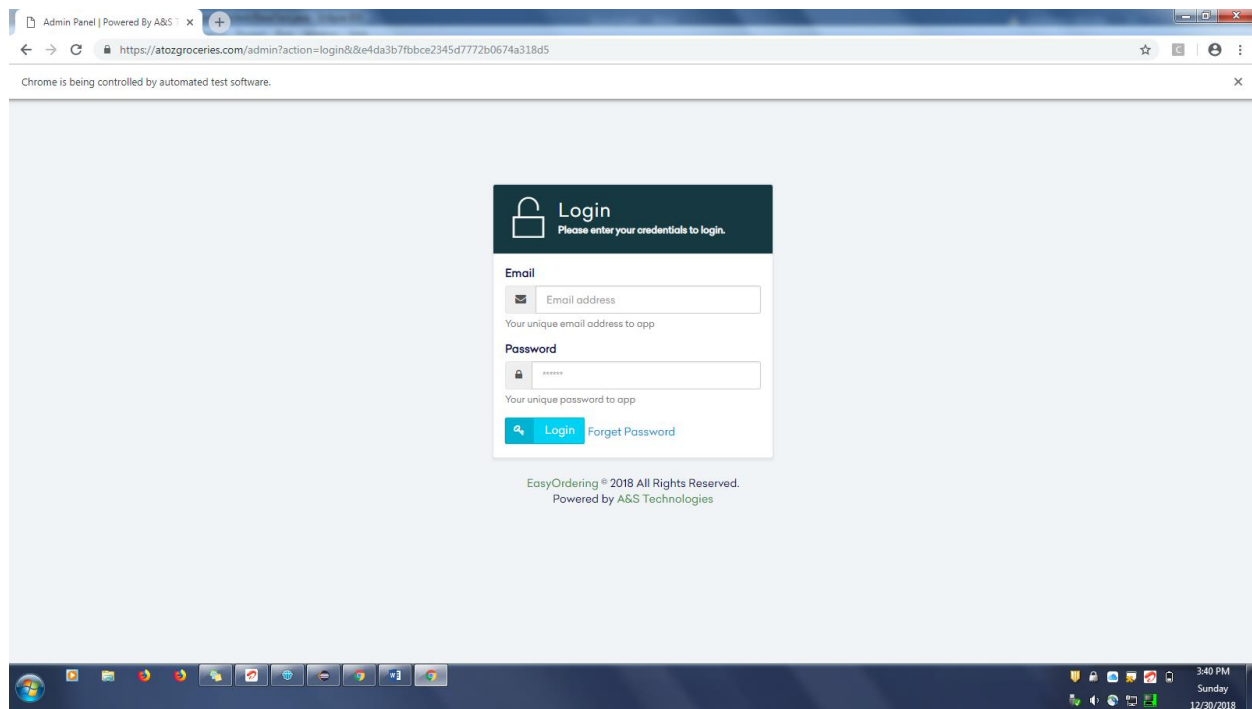 Admin Panel | Powered By A&S T
https://atozgroceries.com/admin?action=login&&e4da3b7fbbce2345d7772b0674a318d5
Chrome is being controlled by automated test software.
Login
Please enter your credentials to login.
Email
Email address
Your unique email address to app
Password
******
Your unique password to app
Login Forget Password
EasyOrdering © 2018 All Rights Reserved.
Powered by A&S Technologies
3:40 PM
Sunday
12/30/2018